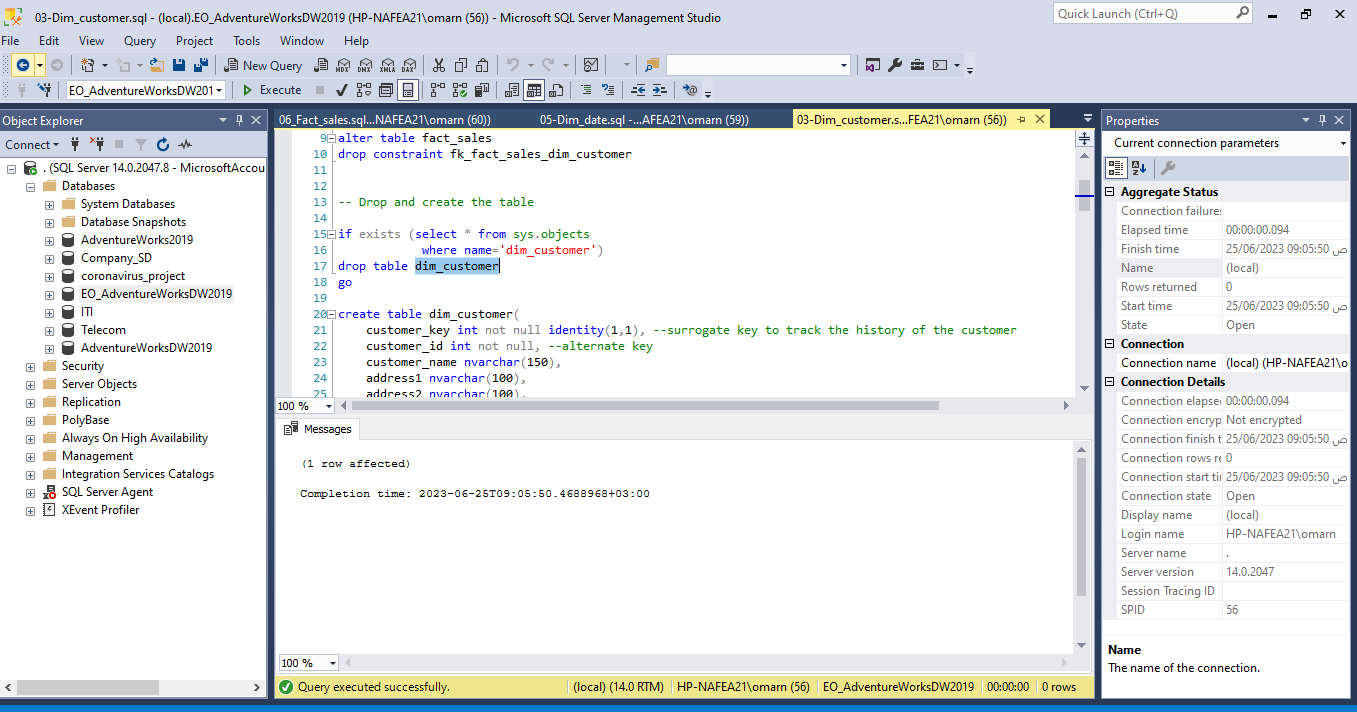 03-Dim_customer.sql - (local).EO_AdventureWorksDW2019 (HP-NAFEA21\omarn (56)) - Microsoft SQL Server Management Studio
Quick Launch (Ctrl+Q)
File Edit View Query Project Tools Window Help
New Query
MDX DMX XMLA DAX
EO_AdventureWorksDW201
Execute
Object Explorer
Connect
. (SQL Server 14.0.2047.8 - MicrosoftAccou
Databases
System Databases
Database Snapshots
AdventureWorks2019
Company_SD
coronavirus_project
EO_AdventureWorksDW2019
ITI
Telecom
AdventureWorksDW2019
Security
Server Objects
Replication
PolyBase
Always On High Availability
Management
Integration Services Catalogs
SQL Server Agent
XEvent Profiler
06_Fact_sales.sql...NAFEA21\omarn (60))
05-Dim_date.sql -...AFEA21\omarn (59))
03-Dim_customer.s...FEA21\omarn (56))
9 alter table fact_sales
10 drop constraint fk_fact_sales_dim_customer
11
12
13 -- Drop and create the table
14
15 if exists (select * from sys.objects
16 where name='dim_customer')
17 drop table dim_customer
18 go
19
20 create table dim_customer(
21 customer_key int not null identity(1,1), --surrogate key to track the history of the customer
22 customer_id int not null, --alternate key
23 customer_name nvarchar(150),
24 address1 nvarchar(100),
25 address2 nvarchar(100),
100 %
Messages
(1 row affected)
Completion time: 2023-06-25T09:05:50.4688968+03:00
100 %
Query executed successfully.
(local) (14.0 RTM) HP-NAFEA21\omarn (56) EO_AdventureWorksDW2019 00:00:00 0 rows
Properties
Current connection parameters
Aggregate Status
Connection failures
Elapsed time 00:00:00.094
Finish time 25/06/2023 09:05:50 ص
Name (local)
Rows returned 0
Start time 25/06/2023 09:05:50 ص
State Open
Connection
Connection name (local) (HP-NAFEA21\o
Connection Details
Connection elapse 00:00:00.094
Connection encryp Not encrypted
Connection finish t 25/06/2023 09:05:50 ص
Connection rows re 0
Connection start ti 25/06/2023 09:05:50 ص
Connection state Open
Display name (local)
Login name HP-NAFEA21\omarn
Server name .
Server version 14.0.2047
Session Tracing ID
SPID 56
Name
The name of the connection.